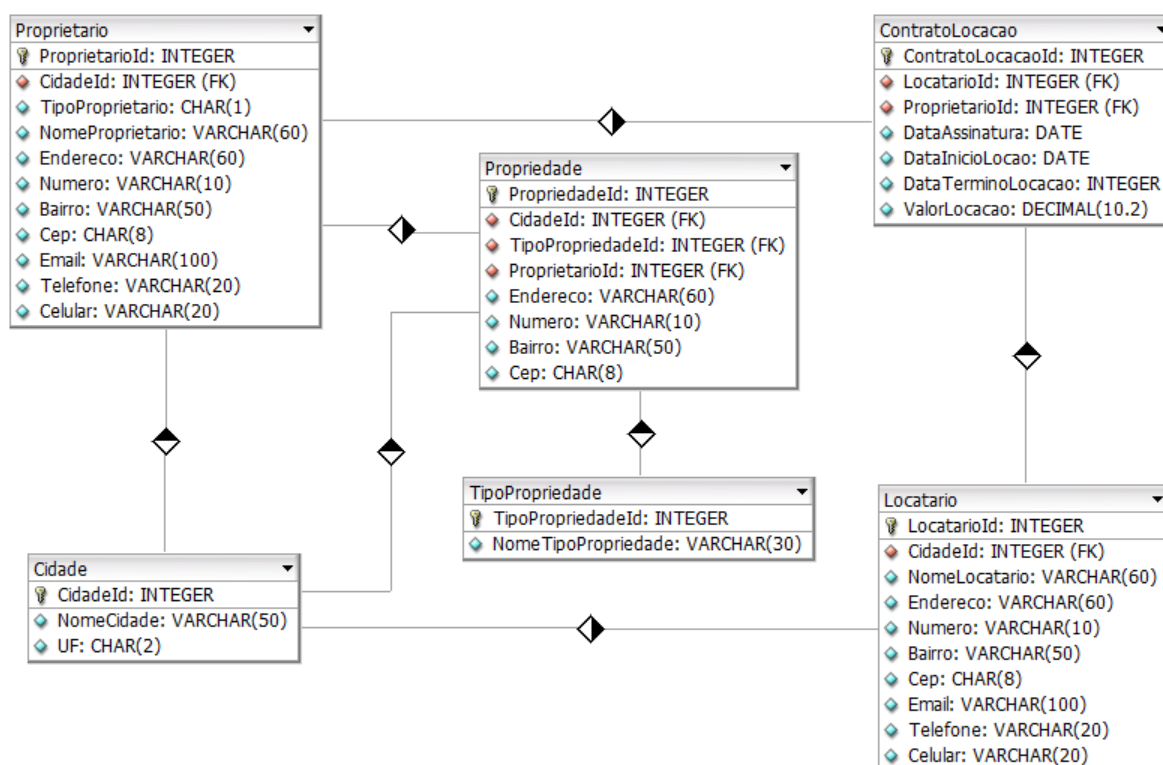 Proprietario
ProprietarioId: INTEGER
CidadeId: INTEGER (FK)
TipoProprietario: CHAR(1)
NomeProprietario: VARCHAR(60)
Endereco: VARCHAR(60)
Numero: VARCHAR(10)
Bairro: VARCHAR(50)
Cep: CHAR(8)
Email: VARCHAR(100)
Telefone: VARCHAR(20)
Celular: VARCHAR(20)
ContratoLocacao
ContratoLocacaoId: INTEGER
LocatarioId: INTEGER (FK)
ProprietarioId: INTEGER (FK)
DataAssinatura: DATE
DataInicioLocao: DATE
DataTerminoLocacao: INTEGER
ValorLocacao: DECIMAL(10.2)
Propriedade
PropriedadeId: INTEGER
CidadeId: INTEGER (FK)
TipoPropriedadeId: INTEGER (FK)
ProprietarioId: INTEGER (FK)
Endereco: VARCHAR(60)
Numero: VARCHAR(10)
Bairro: VARCHAR(50)
Cep: CHAR(8)
TipoPropriedade
TipoPropriedadeId: INTEGER
NomeTipoPropriedade: VARCHAR(30)
Cidade
CidadeId: INTEGER
NomeCidade: VARCHAR(50)
UF: CHAR(2)
Locatario
LocatarioId: INTEGER
CidadeId: INTEGER (FK)
NomeLocatario: VARCHAR(60)
Endereco: VARCHAR(60)
Numero: VARCHAR(10)
Bairro: VARCHAR(50)
Cep: CHAR(8)
Email: VARCHAR(100)
Telefone: VARCHAR(20)
Celular: VARCHAR(20)